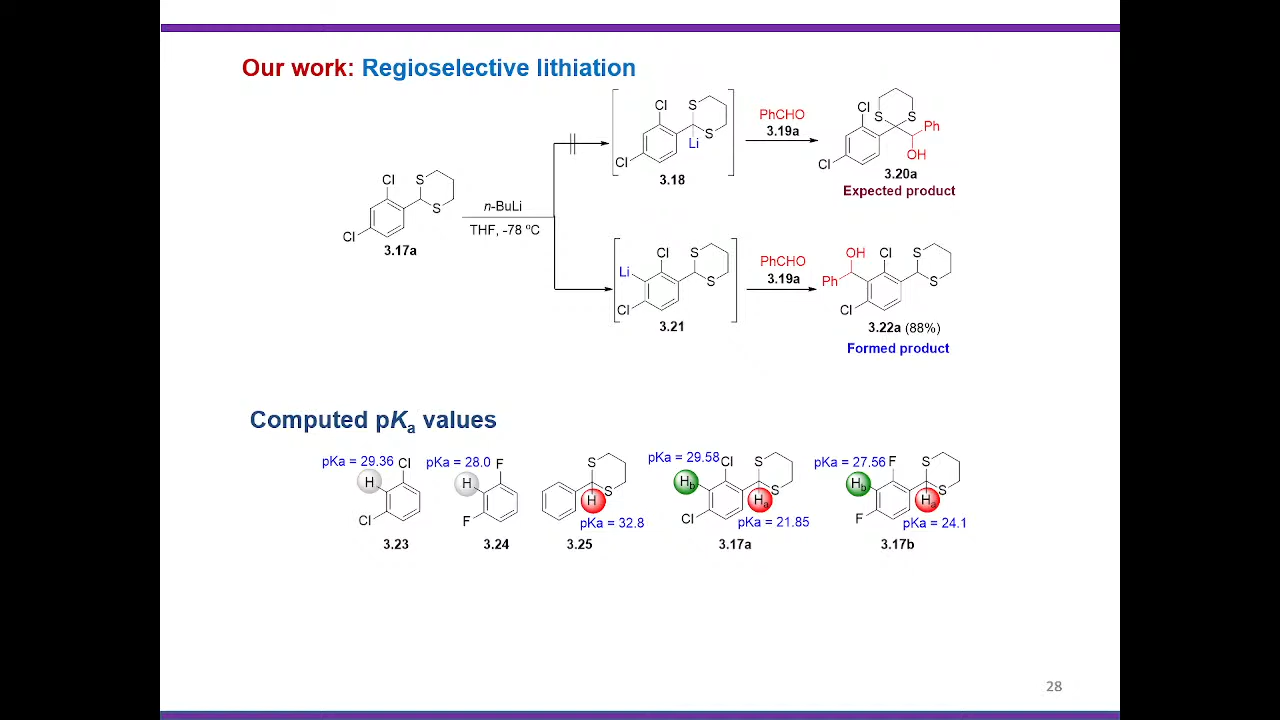 Our work: Regioselective lithiation
Cl
S
S
Cl
3.17a
n-BuLi
THF, -78 ºC
Cl
S
S
Li
Cl
3.18
PhCHO
3.19a
Cl
S
S
Ph
OH
Cl
3.20a
Expected product
Li
Cl
S
S
Cl
3.21
PhCHO
3.19a
OH
Ph
Cl
S
S
Cl
3.22a (88%)
Formed product
Computed pKa values
pKa = 29.36
Cl
H
Cl
3.23
pKa = 28.0
F
H
F
3.24
S
S
H
pKa = 32.8
3.25
pKa = 29.58
Cl
S
S
Hb
Ha
Cl
pKa = 21.85
3.17a
pKa = 27.56
F
S
S
Hb
Ha
F
pKa = 24.1
3.17b
28